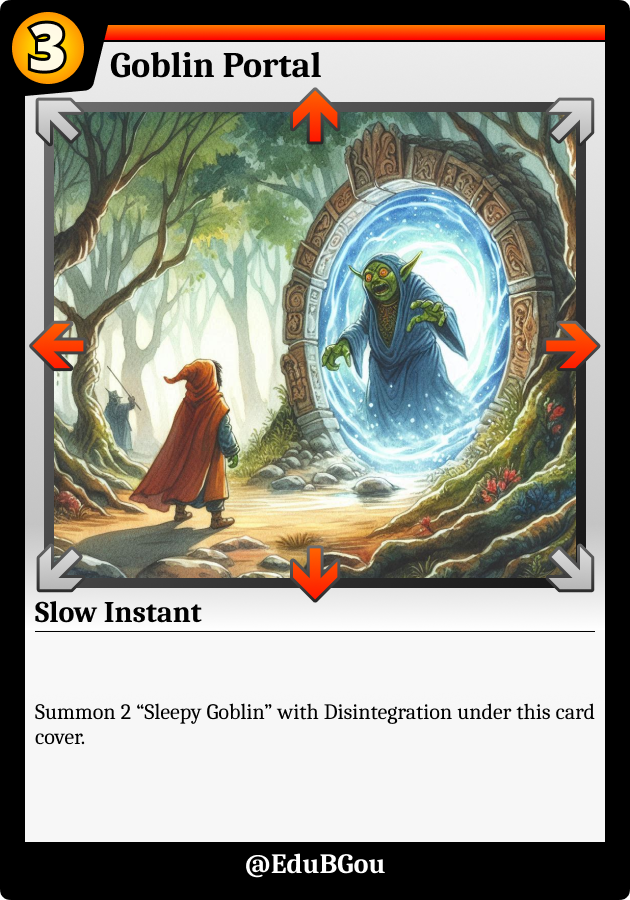 3
Goblin Portal
Slow Instant
Summon 2 “Sleepy Goblin” with Disintegration under this card
cover.
@EduBGou